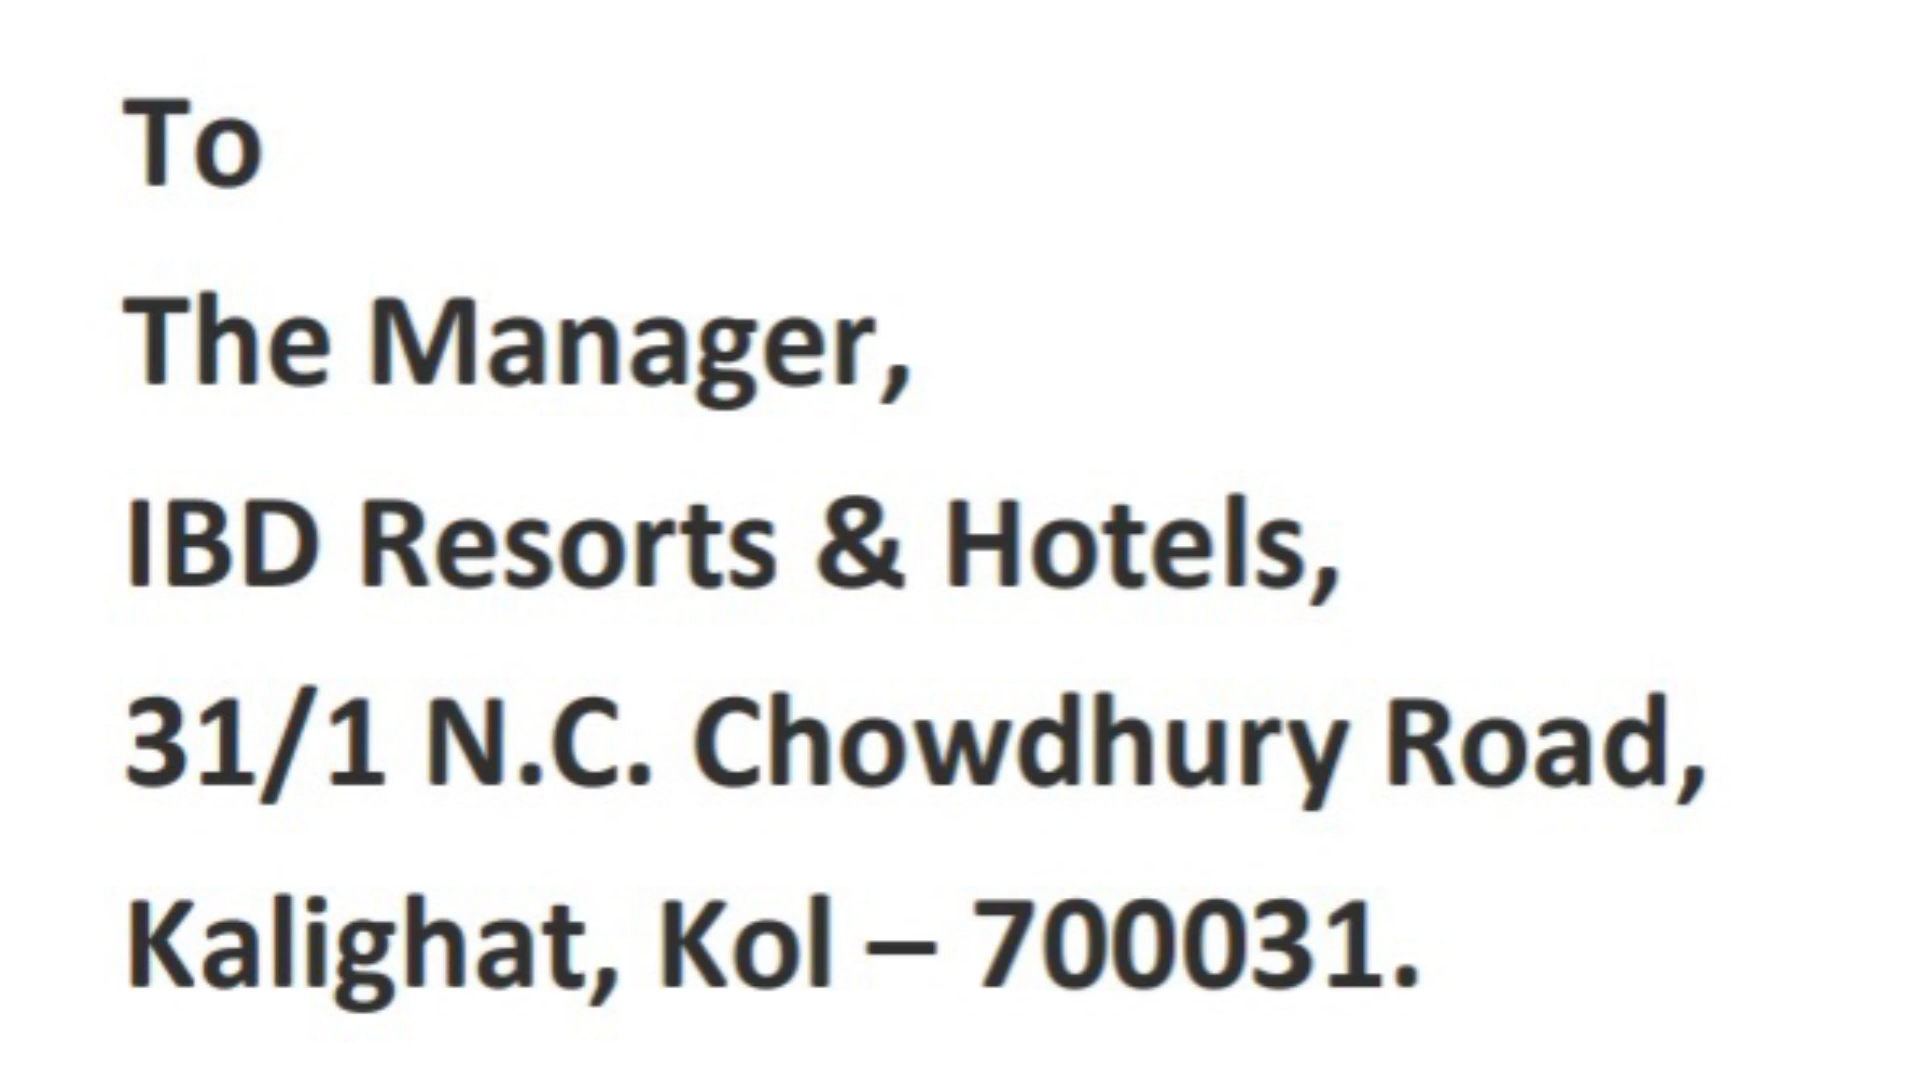 To
The Manager,
IBD Resorts & Hotels,
31/1 N.C. Chowdhury Road,
Kalighat, Kol – 700031.